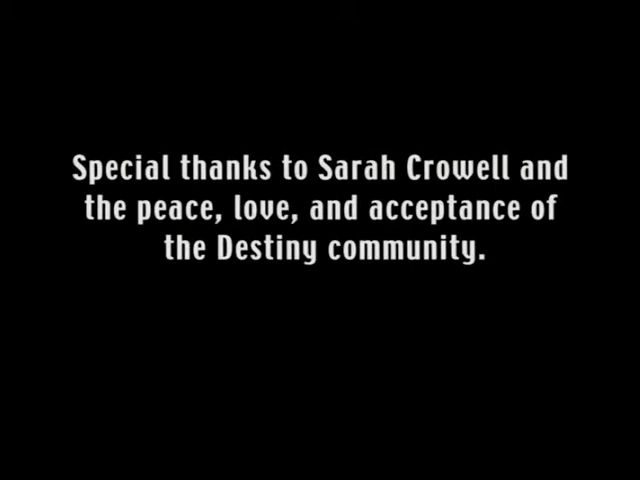 Special thanks to Sarah Crowell and
the peace, love, and acceptance of
the Destiny community.